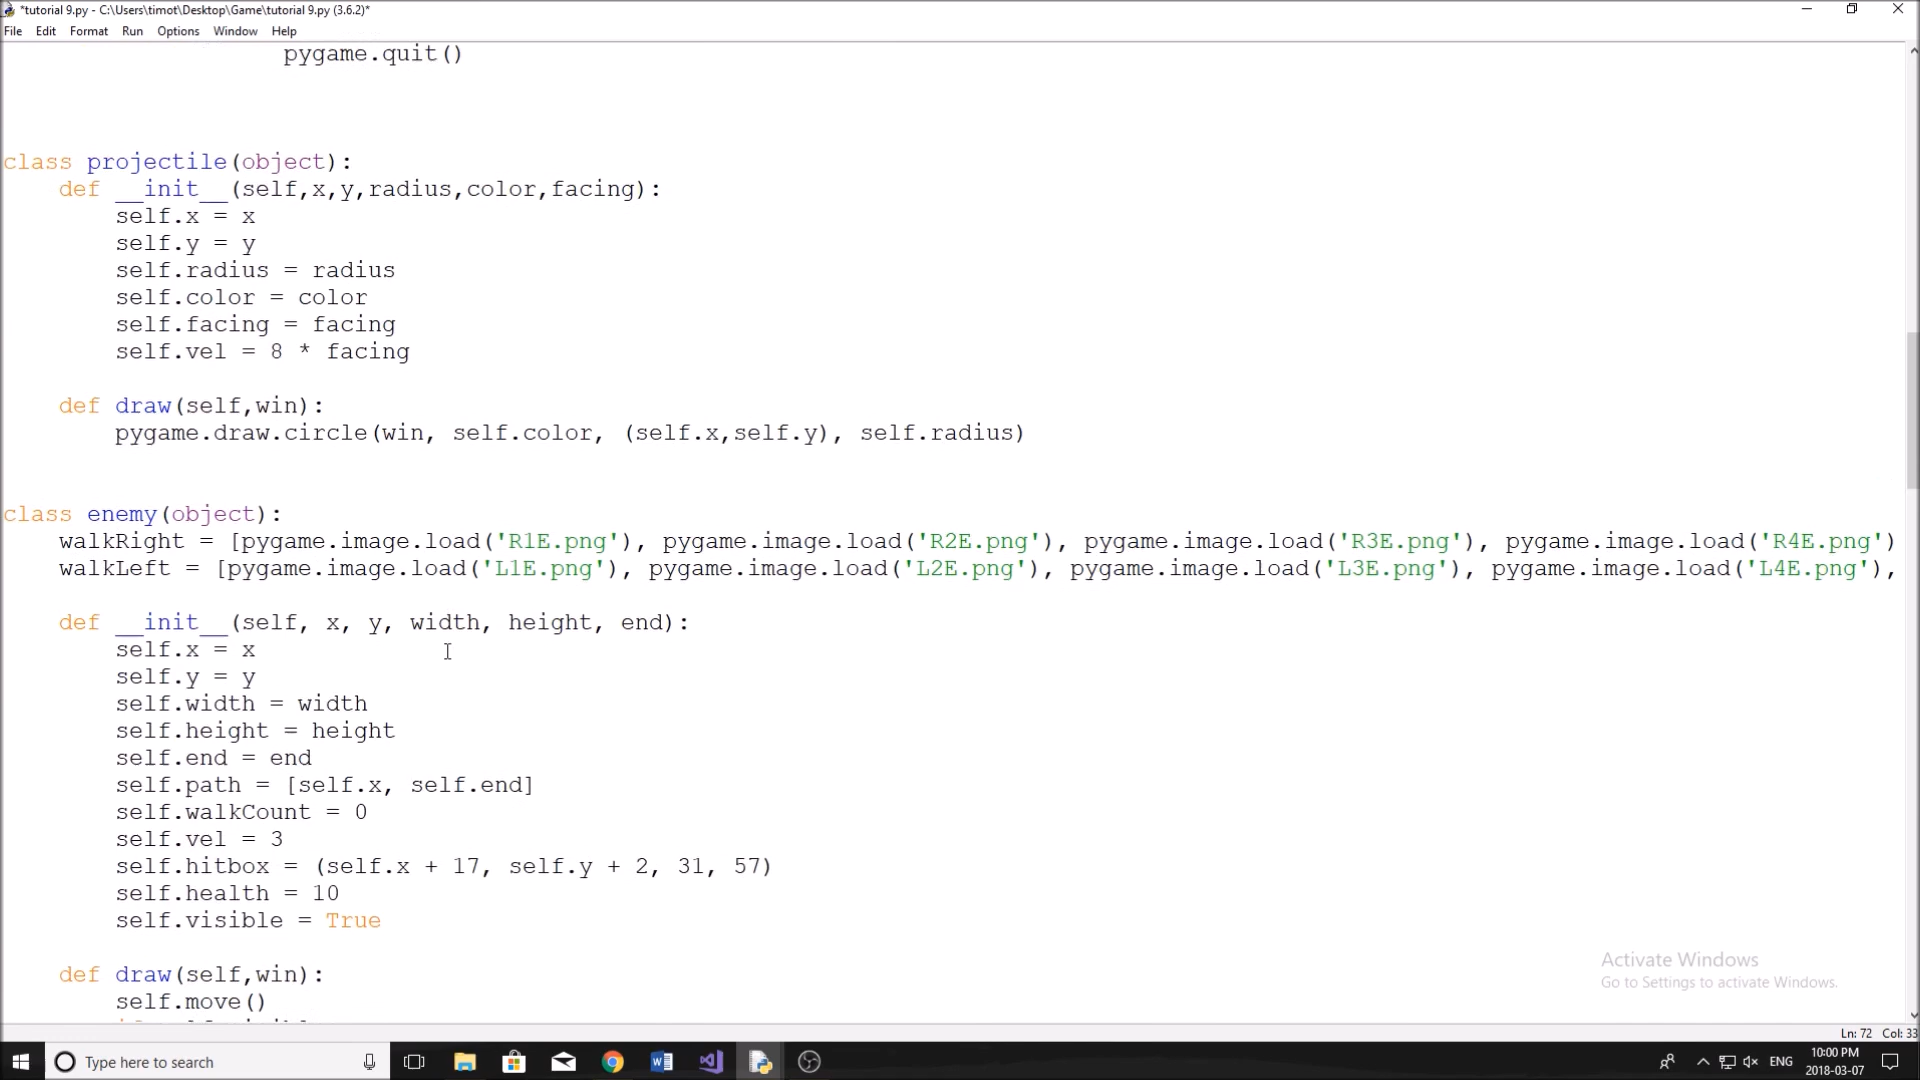 *tutorial 9.py - C:\Users\timot\Desktop\Game\tutorial 9.py (3.6.2)*
File Edit Format Run Options Window Help
pygame.quit()
class projectile(object):
def __init__(self,x,y,radius,color,facing):
self.x = x
self.y = y
self.radius = radius
self.color = color
self.facing = facing
self.vel = 8 * facing
def draw(self,win):
pygame.draw.circle(win, self.color, (self.x,self.y), self.radius)
class enemy(object):
walkRight = [pygame.image.load('R1E.png'), pygame.image.load('R2E.png'), pygame.image.load('R3E.png'), pygame.image.load('R4E.png')
walkLeft = [pygame.image.load('L1E.png'), pygame.image.load('L2E.png'), pygame.image.load('L3E.png'), pygame.image.load('L4E.png'),
def __init__(self, x, y, width, height, end):
self.x = x
self.y = y
self.width = width
self.height = height
self.end = end
self.path = [self.x, self.end]
self.walkCount = 0
self.vel = 3
self.hitbox = (self.x + 17, self.y + 2, 31, 57)
self.health = 10
self.visible = True
def draw(self,win):
self.move()
Activate Windows
Go to Settings to activate Windows.
Ln: 72 Col: 33
Type here to search
ENG
10:00 PM
2018-03-07